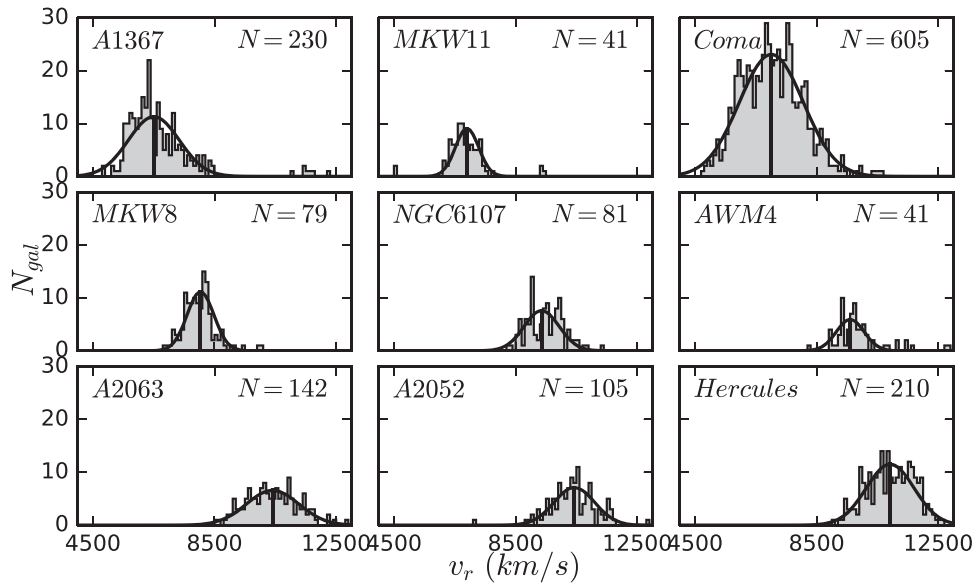 30
A1367 N = 230
MKW11 N = 41
Coma N = 605
20
10
0
30
MKW8 N = 79
NGC6107 N = 81
AWM4 N = 41
20
N_gal
10
0
30
A2063 N = 142
A2052 N = 105
Hercules N = 210
20
10
0
4500 8500 12500 4500 8500 12500 4500 8500 12500
v_r (km/s)